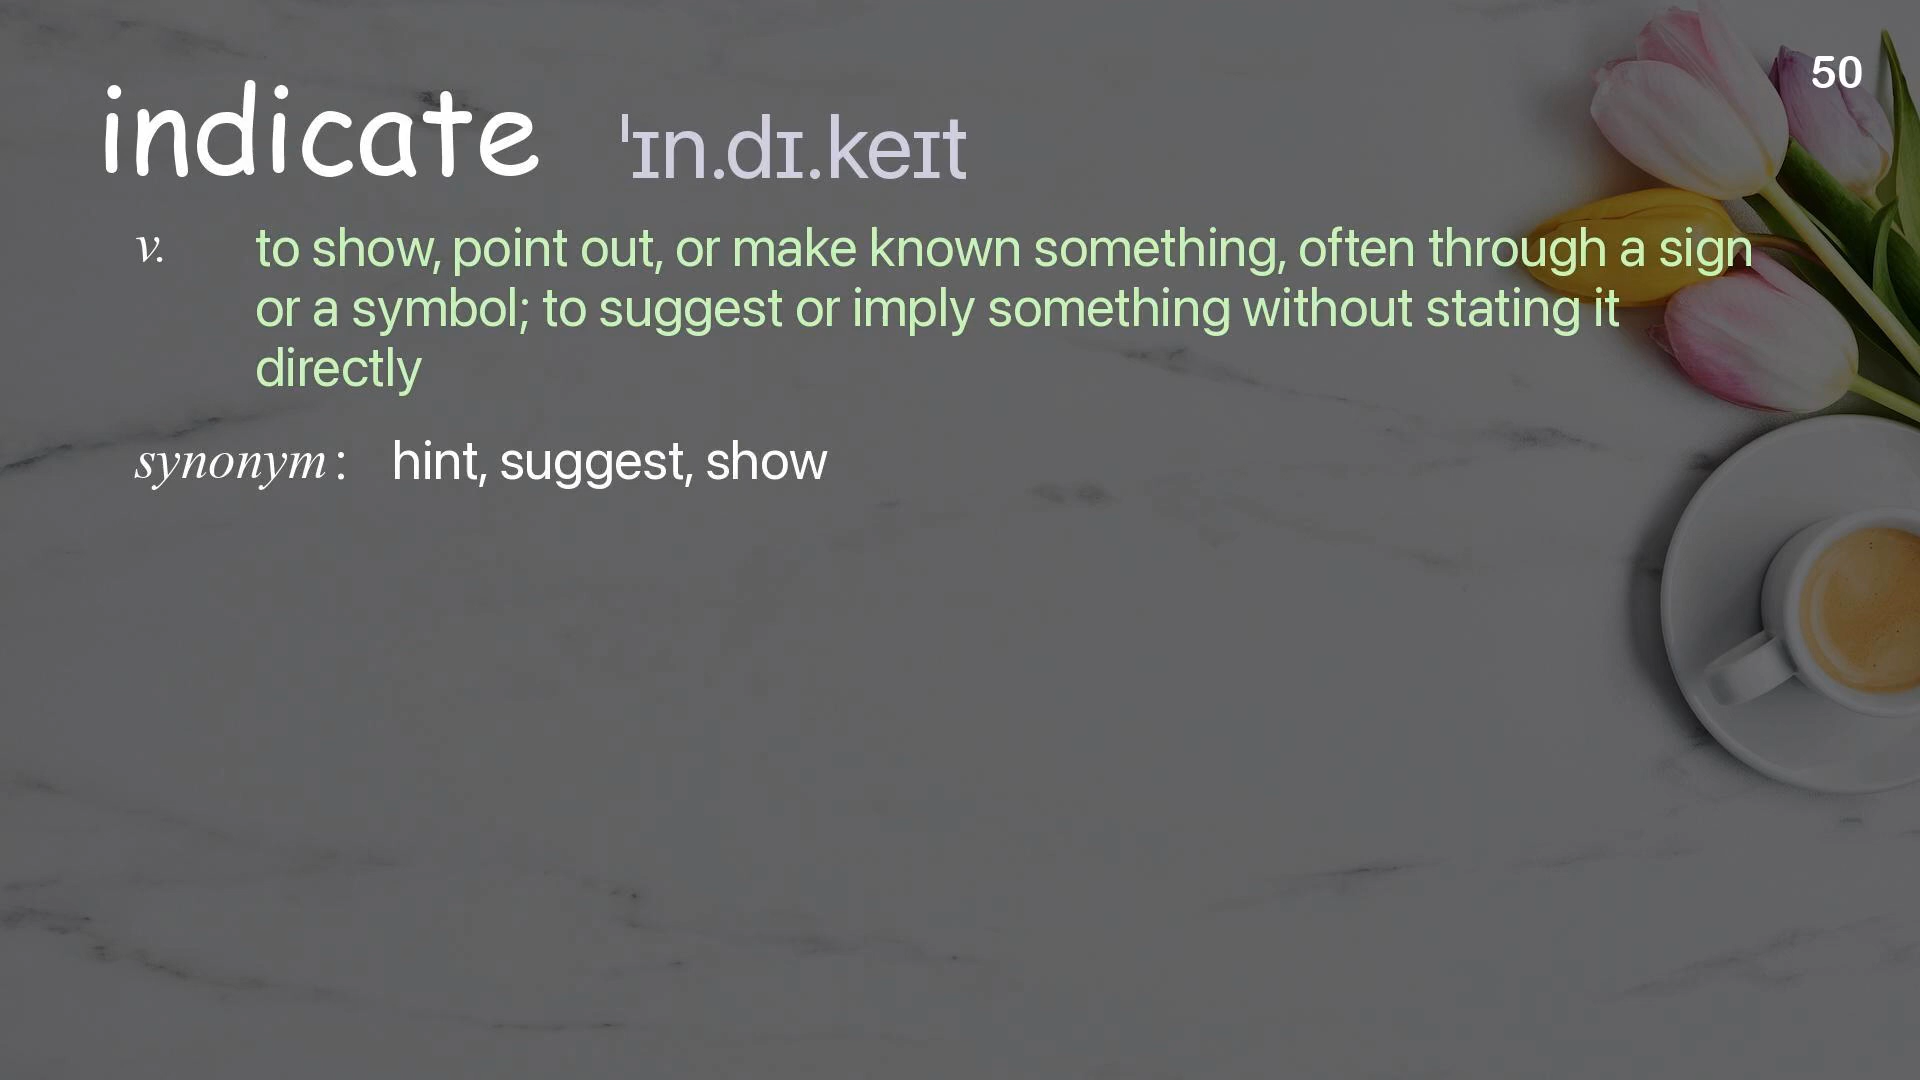 50
indicate ˈɪn.dɪ.keɪt
v. to show, point out, or make known something, often through a sign
or a symbol; to suggest or imply something without stating it
directly
synonym: hint, suggest, show